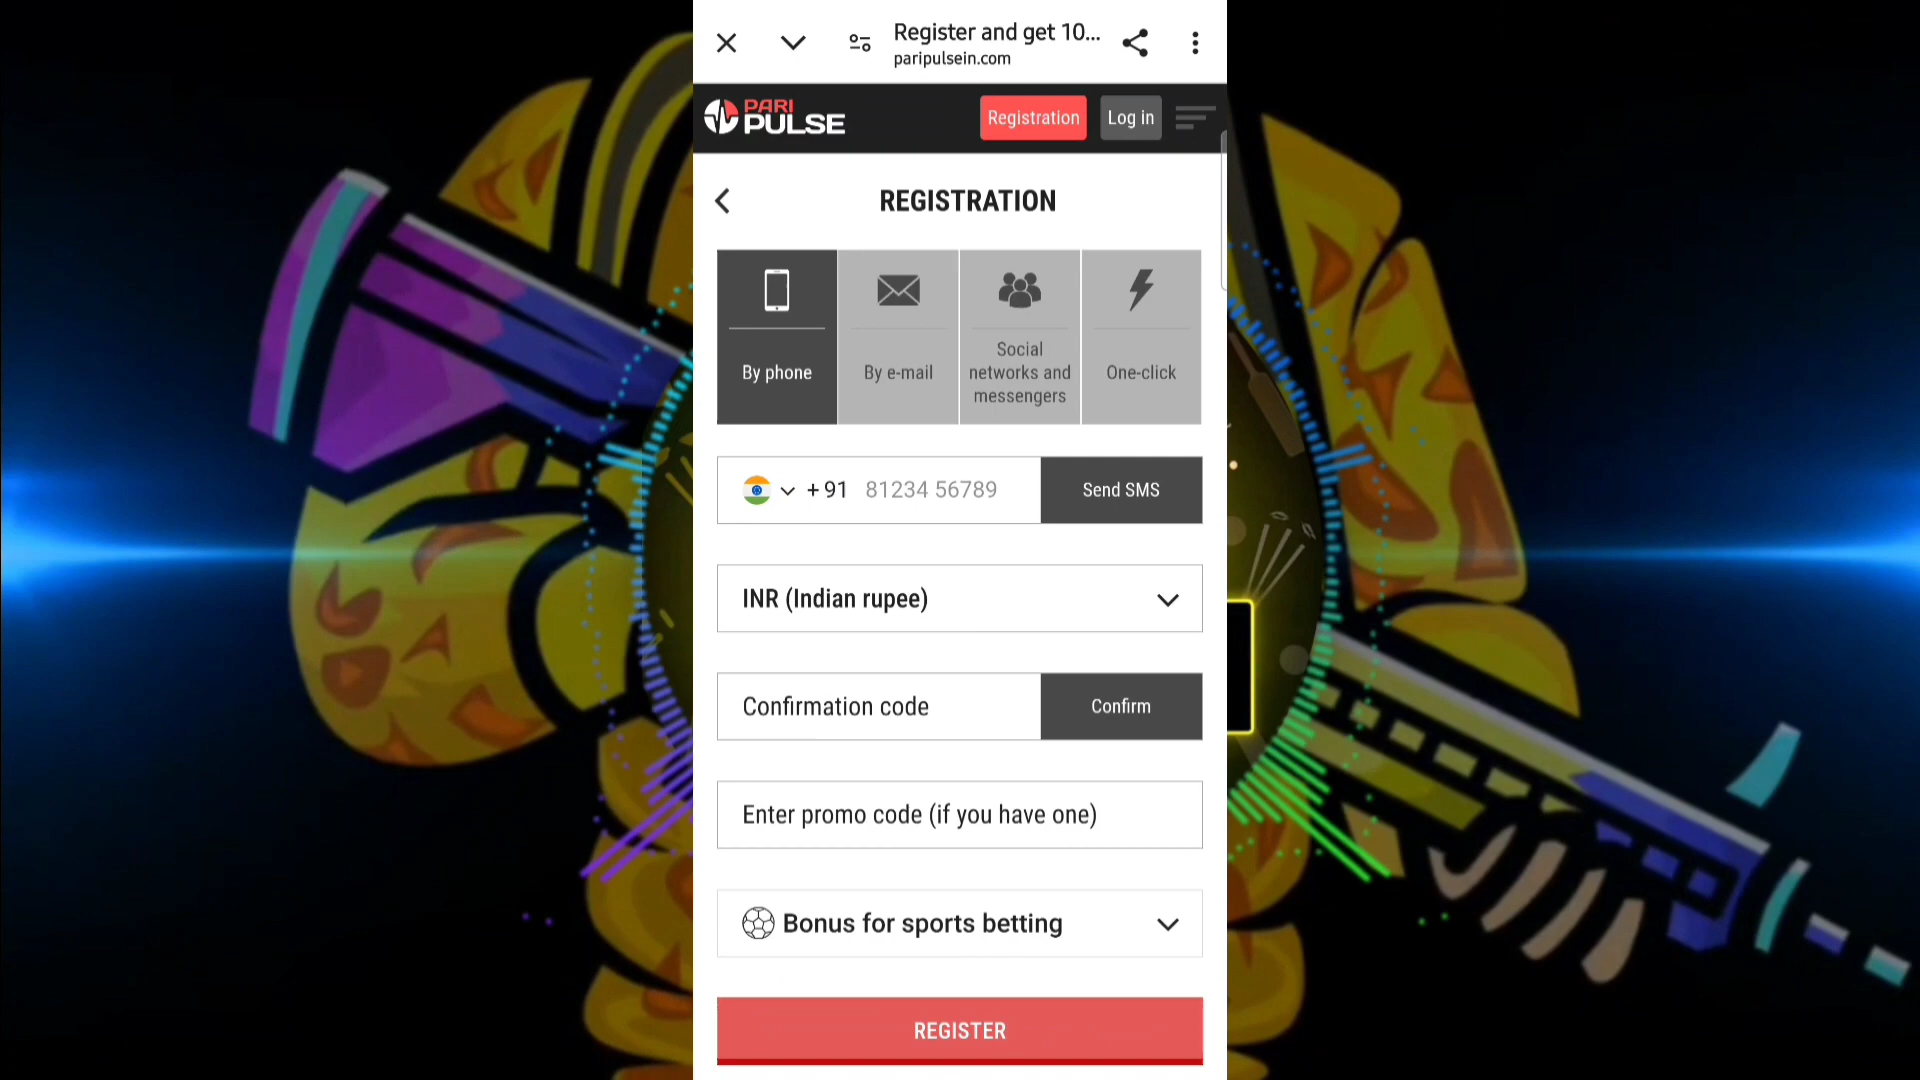 Register and get 10...
paripulsein.com
PARI
PULSE
Registration
Log in
REGISTRATION
By phone
By e-mail
Social
networks and
messengers
One-click
+91 81234 56789
Send SMS
INR (Indian rupee)
Confirmation code
Confirm
Enter promo code (if you have one)
Bonus for sports betting
REGISTER